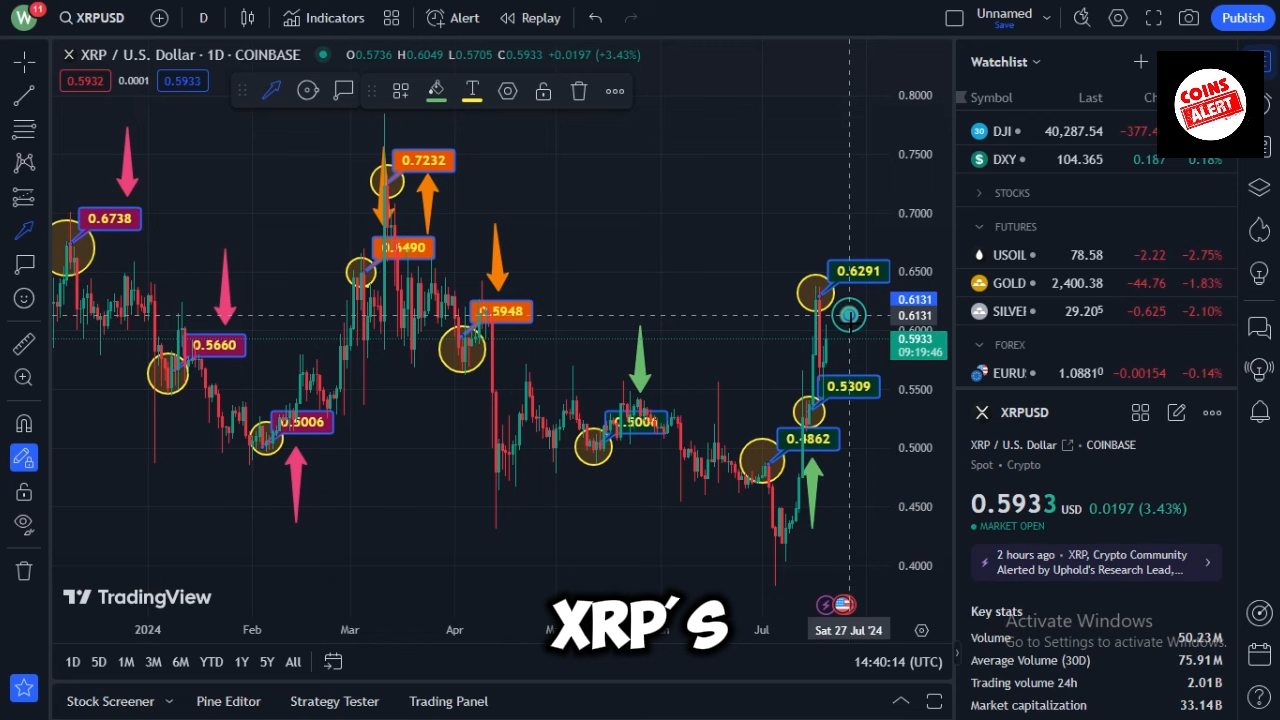 W 11 XRPUSD D Indicators Alert Replay Unnamed Save Publish
XRP / U.S. Dollar · 1D · COINBASE O0.5736 H0.6049 L0.5705 C0.5933 +0.0197 (+3.43%)
0.5932 0.0001 0.5933
T
0.8000
0.7500
0.7000
0.6500
0.6131
0.6131
0.6000
0.5933
09:19:46
0.5500
0.5000
0.4500
0.4000
0.6738
0.7232
0.6490
0.5948
0.5660
0.5006
0.5006
0.6291
0.5309
0.4862
TradingView
2024 Feb Mar Apr Jul Sat 27 Jul '24
XRP'S
1D 5D 1M 3M 6M YTD 1Y 5Y All 14:40:14 (UTC)
Stock Screener Pine Editor Strategy Tester Trading Panel
Watchlist
COINS
ALERT
Symbol Last
30 DJI 40,287.54 −377.4
$ DXY 104.365 0.187 0.18%
STOCKS
FUTURES
USOIL 78.58 −2.22 −2.75%
GOLD 2,400.38 −44.76 −1.83%
SILVEI 29.205 −0.625 −2.10%
FOREX
EURU 1.08810 −0.00154 −0.14%
XRPUSD
XRP / U.S. Dollar COINBASE
Spot • Crypto
0.5933 USD 0.0197 (3.43%)
MARKET OPEN
2 hours ago • XRP, Crypto Community
Alerted by Uphold's Research Lead,...
Key stats
Activate Windows
Go to Settings to activate Windows.
Volume 50.23 M
Average Volume (30D) 75.91 M
Trading volume 24h 2.01 B
Market capitalization 33.14 B